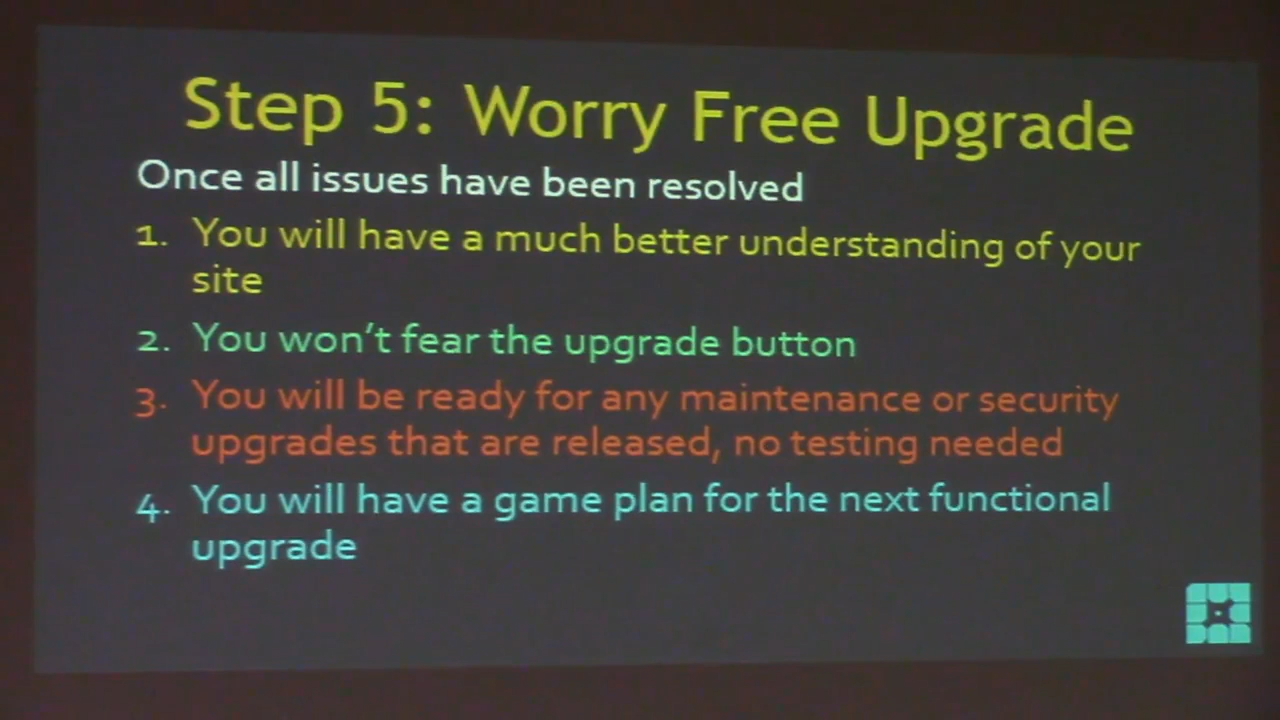 Step 5: Worry Free Upgrade
Once all issues have been resolved
1. You will have a much better understanding of your
site
2. You won't fear the upgrade button
3. You will be ready for any maintenance or security
upgrades that are released, no testing needed
4. You will have a game plan for the next functional
upgrade